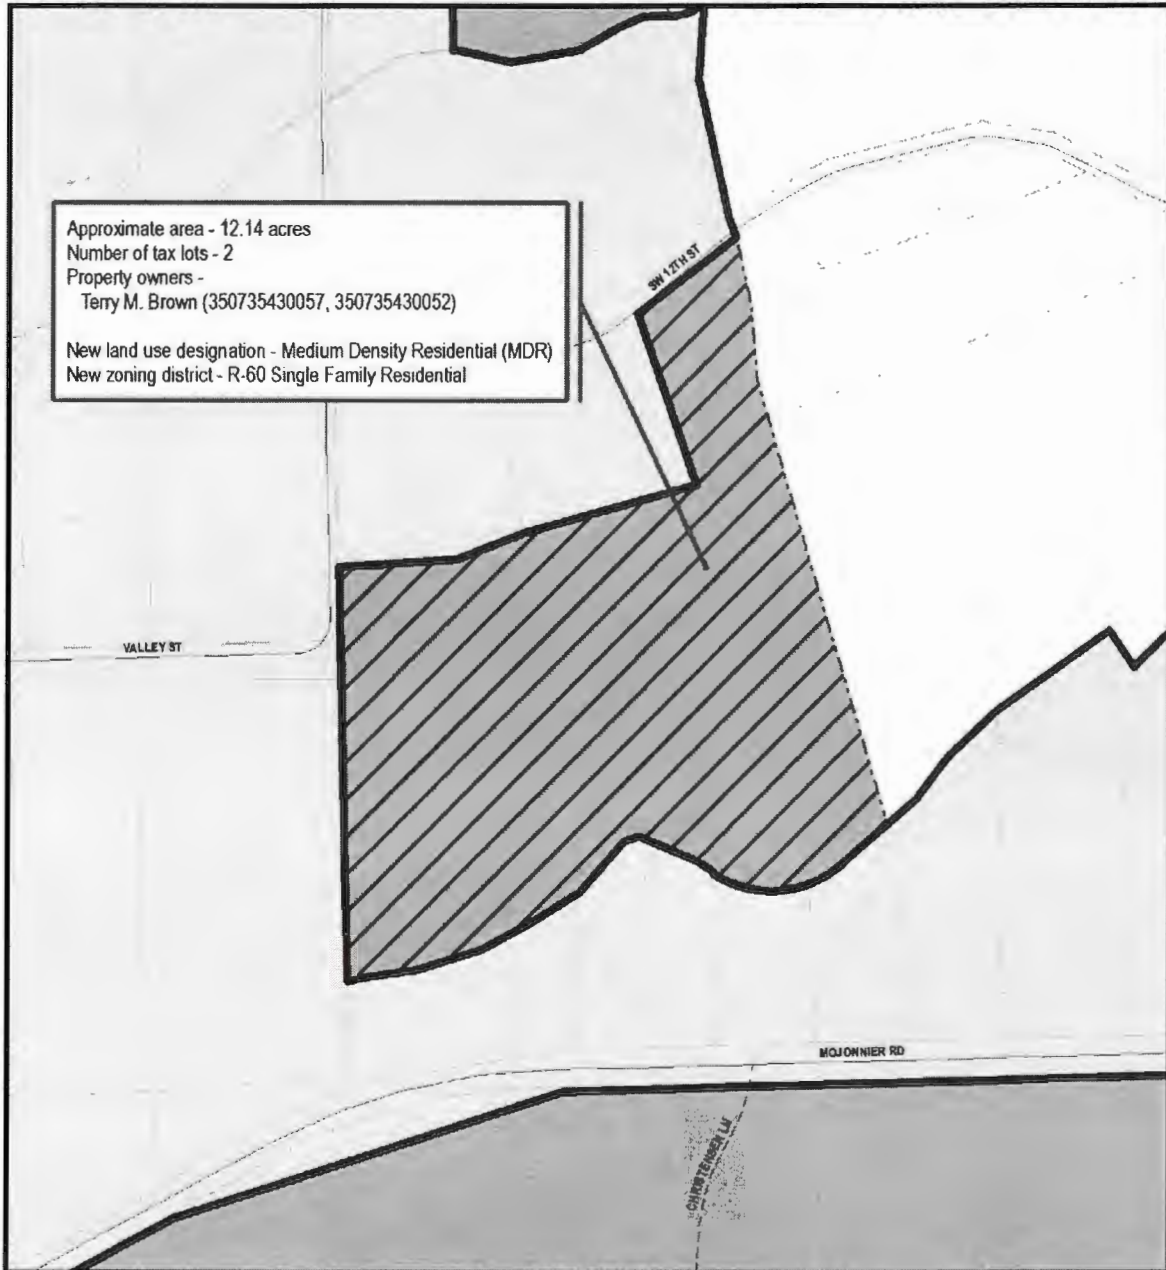 SW 12TH ST
Approximate area - 12.14 acres
Number of tax lots - 2
Property owners -
Terry M. Brown (350735430057, 350735430052)
New land use designation - Medium Density Residential (MDR)
New zoning district - R-60 Single Family Residential
VALLEY ST
MOJONNIER RD
CHRISTENSEN LN